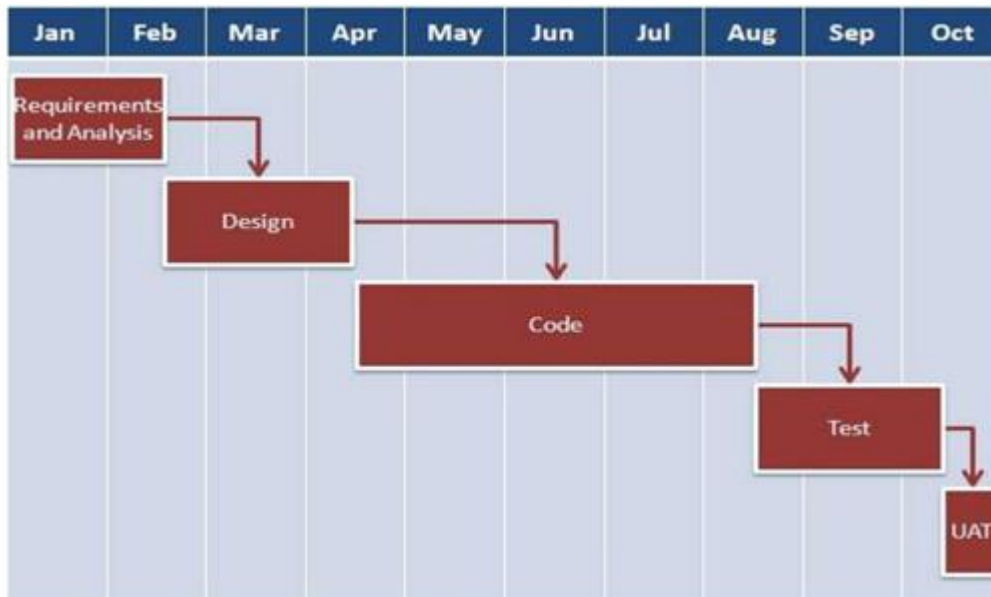 Jan Feb Mar Apr May Jun Jul Aug Sep Oct
Requirements
and Analysis
Design
Code
Test
UAT